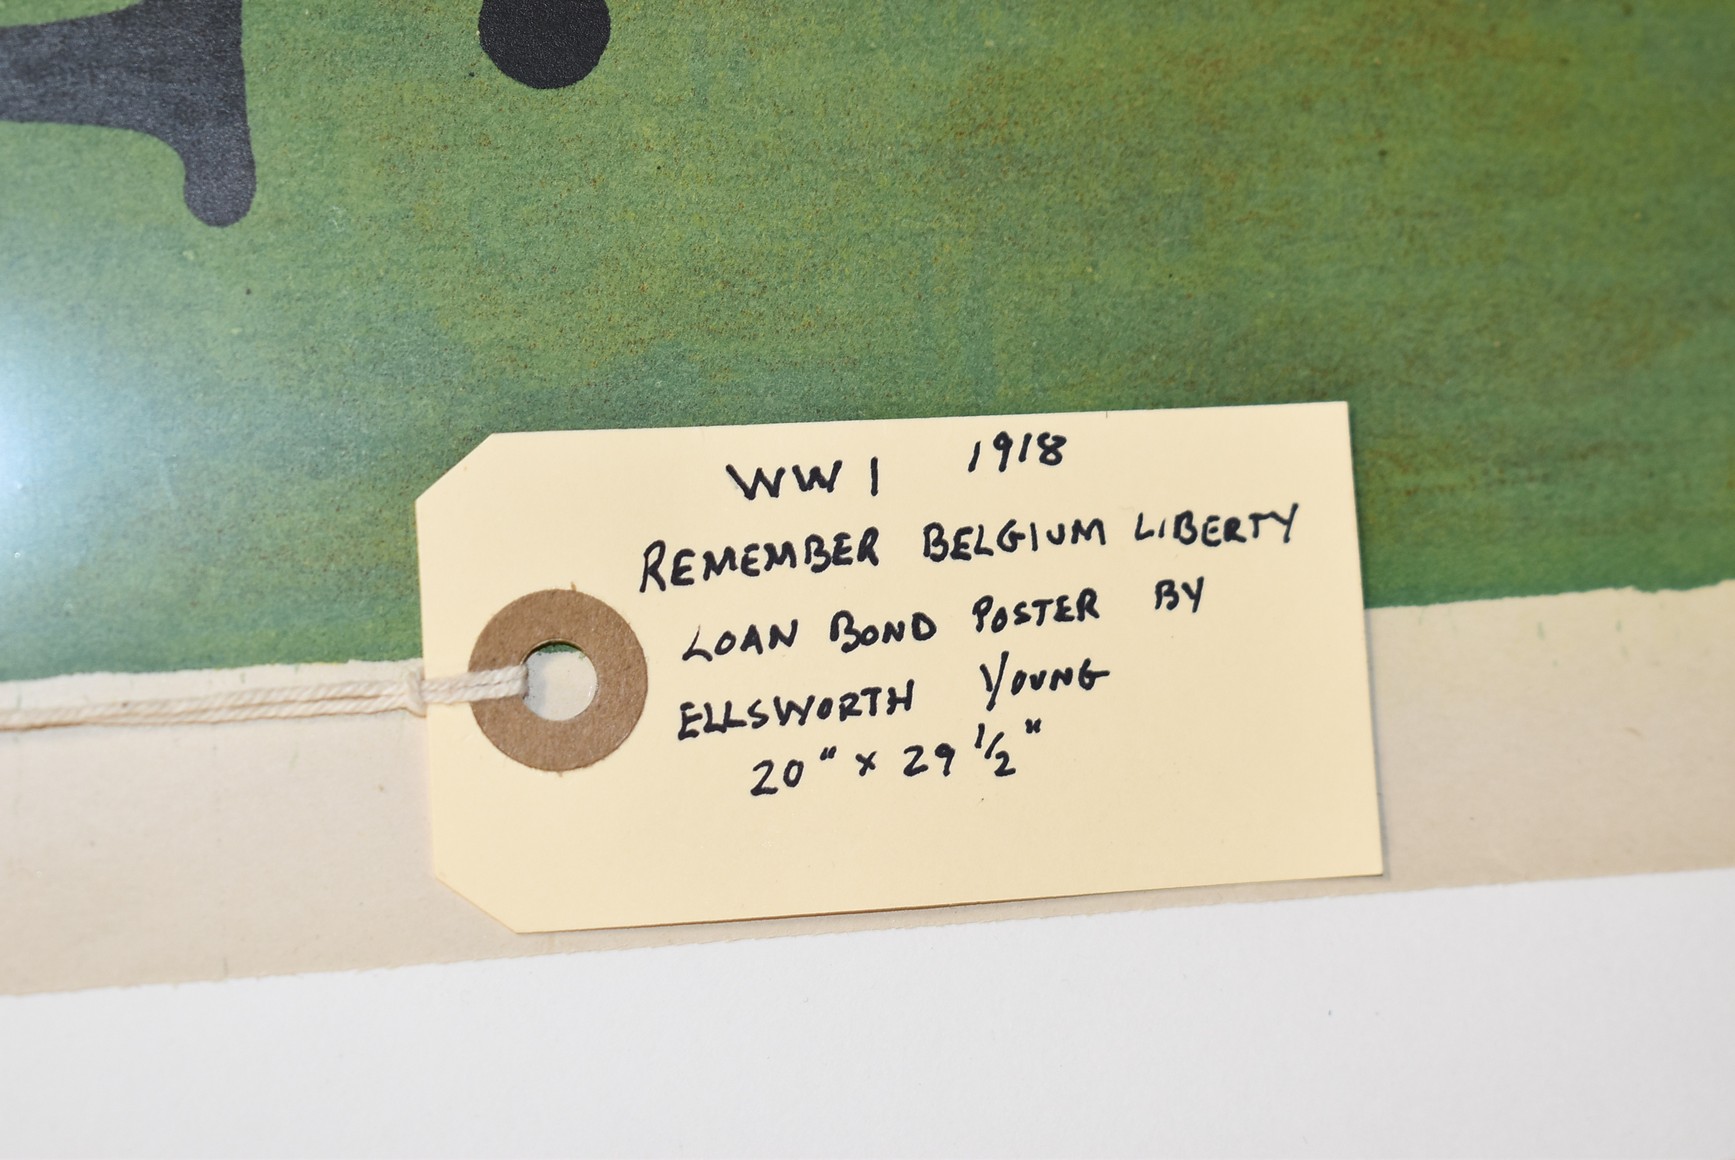 WW1 1918
REMEMBER BELGIUM LIBERTY
LOAN BOND POSTER BY
ELLSWORTH YOUNG
20" x 29 1/2"